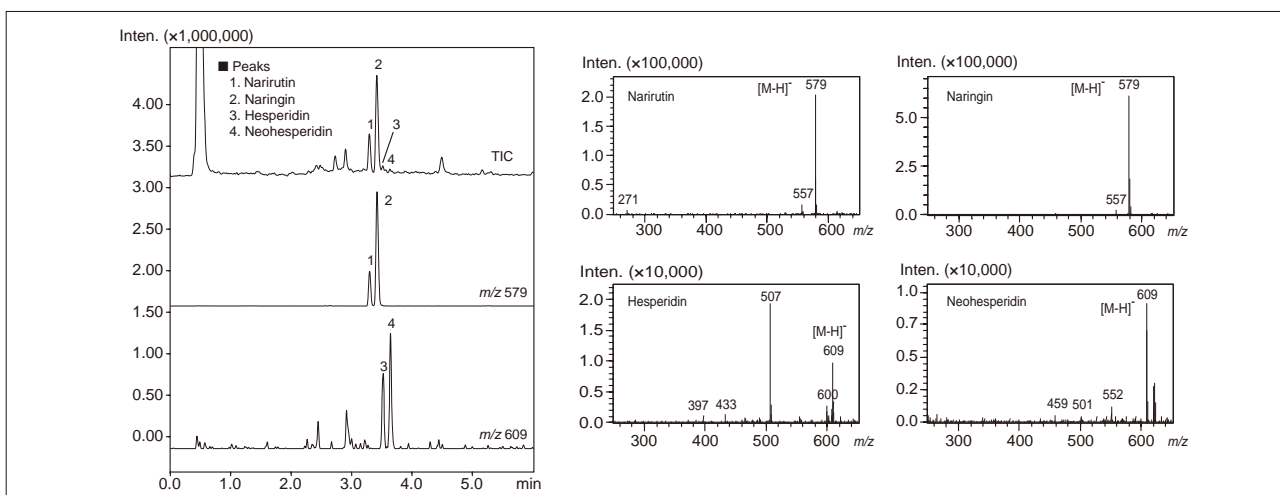 Inten. (×1,000,000)
■ Peaks
1. Narirutin
2. Naringin
3. Hesperidin
4. Neohesperidin
2
1
3
4
TIC
4.00
3.50
3.00
2
1
m/z 579
2.50
2.00
1.50
4
3
m/z 609
1.00
0.50
0.00
0.0 1.0 2.0 3.0 4.0 5.0 min
Inten. (×100,000)
Narirutin
[M-H]-
579
2.0
1.5
1.0
0.5
0.0
271
557
300 400 500 600 m/z
Inten. (×100,000)
Naringin
[M-H]-
579
5.0
2.5
0.0
557
300 400 500 600 m/z
Inten. (×10,000)
Hesperidin
507
[M-H]-
609
600
397
433
2.0
1.5
1.0
0.5
0.0
300 400 500 600 m/z
Inten. (×10,000)
Neohesperidin
609
[M-H]-
459
501
552
1.0
0.7
0.5
0.2
0.0
300 400 500 600 m/z